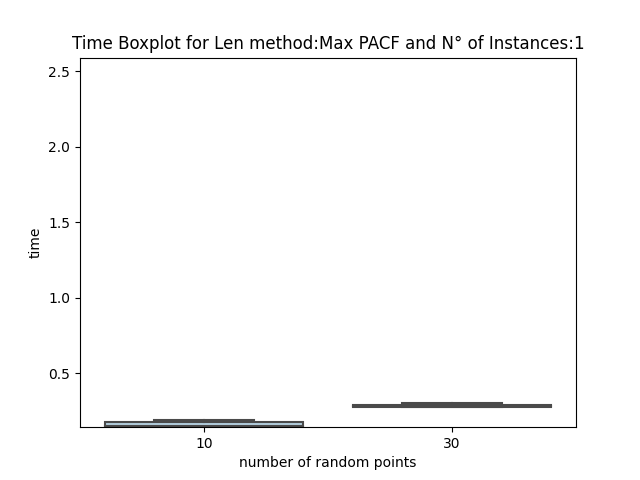 Time Boxplot for Len method:Max PACF and N° of Instances:1
2.5
2.0
1.5
1.0
0.5
time
10
30
number of random points